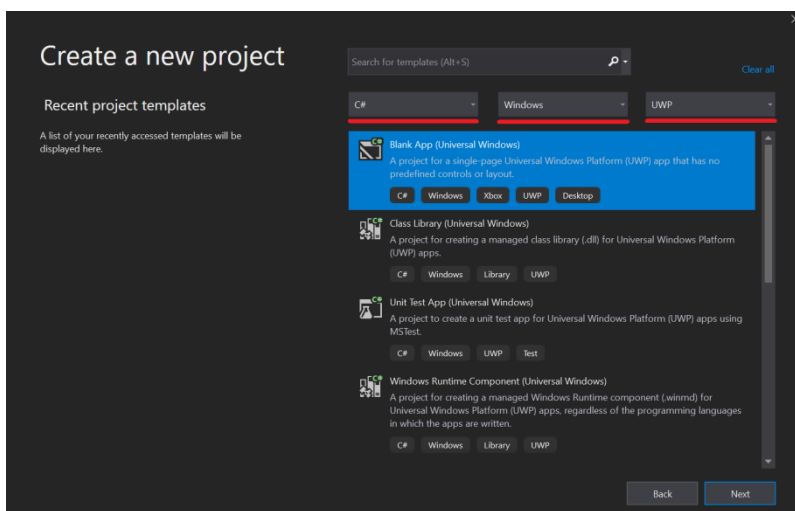 Create a new project
Search for templates (Alt+S)
Clear all
Recent project templates
A list of your recently accessed templates will be
displayed here.
C# Windows UWP
Blank App (Universal Windows)
A project for a single-page Universal Windows Platform (UWP) app that has no
predefined controls or layout.
C# Windows Xbox UWP Desktop
Class Library (Universal Windows)
A project for creating a managed class library (.dll) for Universal Windows Platform
(UWP) apps.
C# Windows Library UWP
Unit Test App (Universal Windows)
A project to create a unit test app for Universal Windows Platform (UWP) apps using
MSTest.
C# Windows UWP Test
Windows Runtime Component (Universal Windows)
A project for creating a managed Windows Runtime component (.winmd) for
Universal Windows Platform (UWP) apps, regardless of the programming languages
in which the apps are written.
C# Windows Library UWP
Back Next